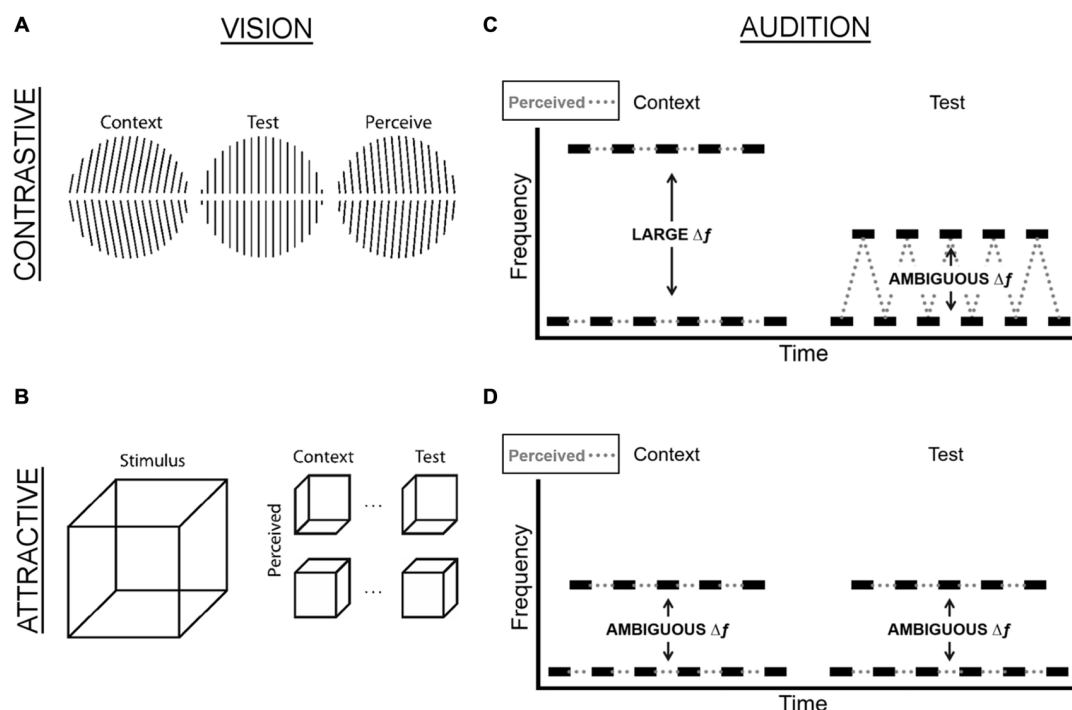 A
VISION
CONTRASTIVE
Context
Test
Perceive
C
AUDITION
Perceived
Context
Test
Frequency
LARGE Δf
AMBIGUOUS Δf
Time
B
ATTRACTIVE
Stimulus
Context
Test
Perceived
...
...
D
Perceived
Context
Test
Frequency
AMBIGUOUS Δf
AMBIGUOUS Δf
Time